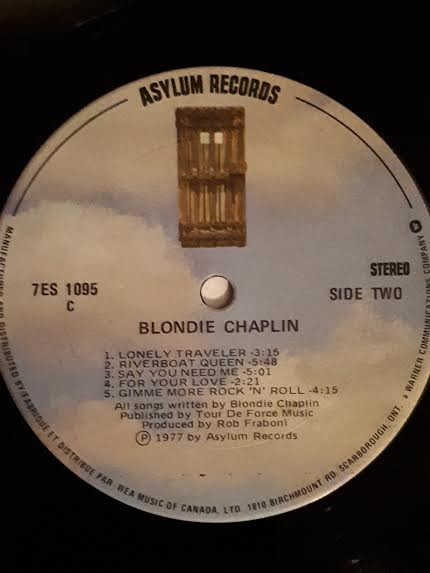 ASYLUM RECORDS
7ES 1095
C
STEREO
SIDE TWO
BLONDIE CHAPLIN
1. LONELY TRAVELER -3:15
2. RIVERBOAT QUEEN -5:48
3. SAY YOU NEED ME -5:01
4. FOR YOUR LOVE -2:21
5. GIMME MORE ROCK 'N' ROLL -4:15
All songs written by Blondie Chaplin
Published by Tour De Force Music
Produced by Rob Fraboni
Ⓟ 1977 by Asylum Records
MANUFACTURED AND DISTRIBUTED BY/FABRIQUE ET DISTRIBUE PAR: WEA MUSIC OF CANADA, LTD. 1810 BIRCHMOUNT RD. SCARBOROUGH, ONT. a WARNER COMMUNICATIONS COMPANY